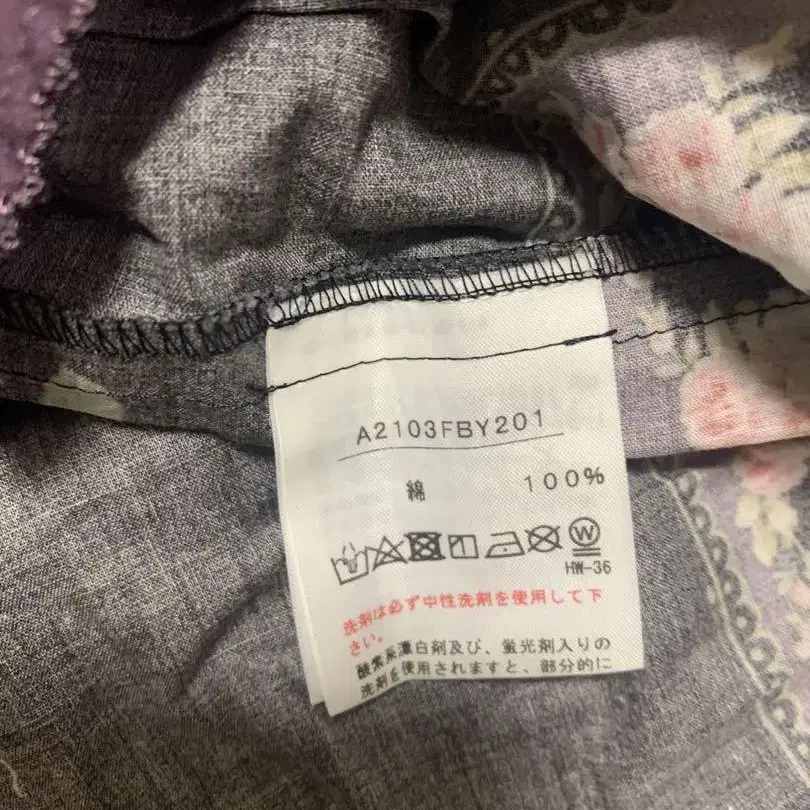 A2103FBY201
綿 100%
W
HW-36
洗剤は必ず中性洗剤を使用して下
さい。
酸素系漂白剤及び、蛍光剤入りの
洗剤を使用されますと、部分的に